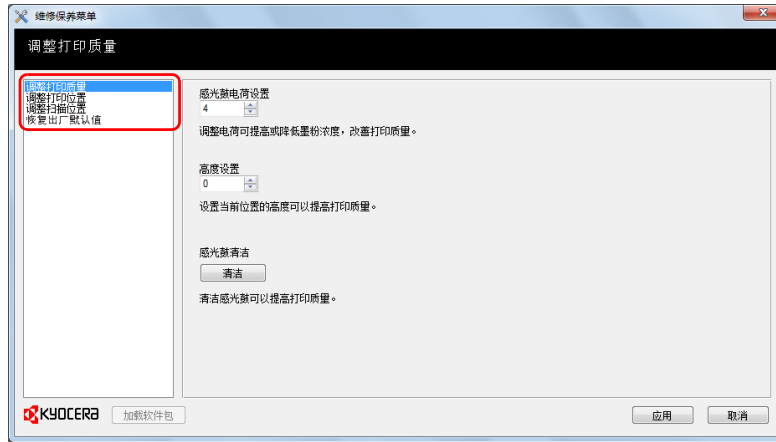 维修保养菜单
调整打印质量
调整打印质量
调整打印位置
调整扫描位置
恢复出厂默认值
感光鼓电荷设置
4
调整电荷可提高或降低墨粉浓度，改善打印质量。
高度设置
0
设置当前位置的高度可以提高打印质量。
感光鼓清洁
清洁
清洁感光鼓可以提高打印质量。
KYOCERA
加载软件包
应用
取消